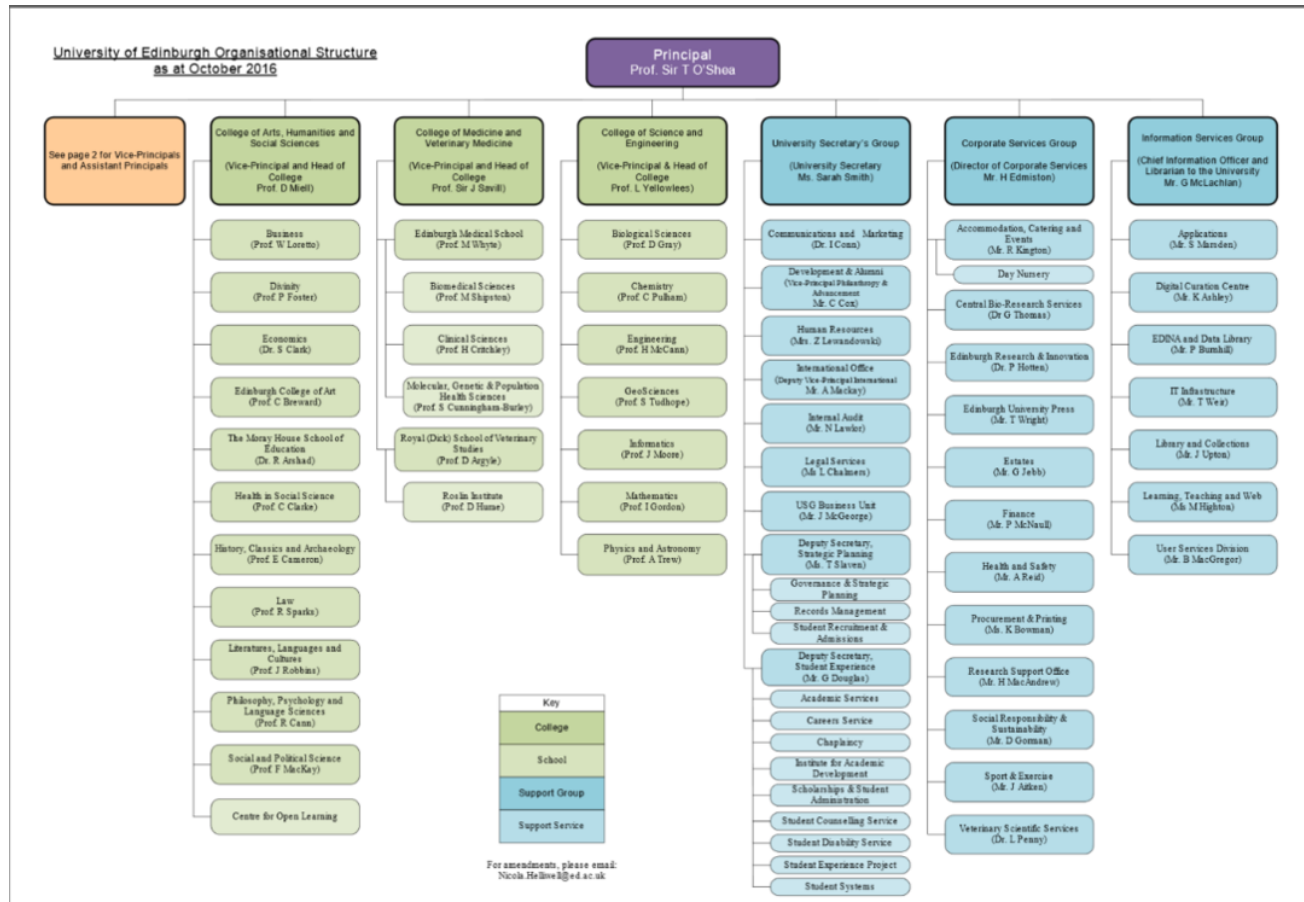 University of Edinburgh Organisational Structure
as at October 2016
Principal
Prof. Sir T O'Shea
See page 2 for Vice-Principals
and Assistant Principals
College of Arts, Humanities and
Social Sciences
(Vice-Principal and Head of
College
Prof. D Miell)
Business
(Prof. W Loretto)
Divinity
(Prof. P Foster)
Economics
(Dr. S Clark)
Edinburgh College of Art
(Prof. C Breward)
The Moray House School of
Education
(Dr. R Arshad)
Health in Social Science
(Prof. C Clarke)
History, Classics and Archaeology
(Prof. E Cameron)
Law
(Prof. R Sparks)
Literatures, Languages and
Cultures
(Prof. J Robbins)
Philosophy, Psychology and
Language Sciences
(Prof. R Cann)
Social and Political Science
(Prof. F MacKay)
Centre for Open Learning
College of Medicine and
Veterinary Medicine
(Vice-Principal and Head of
College
Prof. Sir J Savill)
Edinburgh Medical School
(Prof. M Whyte)
Biomedical Sciences
(Prof. M Shipston)
Clinical Sciences
(Prof. H Critchley)
Molecular, Genetic & Population
Health Sciences
(Prof. S Cunningham-Burley)
Royal (Dick) School of Veterinary
Studies
(Prof. D Argyle)
Roslin Institute
(Prof. D Hume)
College of Science and
Engineering
(Vice-Principal & Head of
College
Prof. L Yellowlees)
Biological Sciences
(Prof. D Gray)
Chemistry
(Prof. C Pulham)
Engineering
(Prof. H McCann)
GeoSciences
(Prof. S Tudhope)
Informatics
(Prof. J Moore)
Mathematics
(Prof. I Gordon)
Physics and Astronomy
(Prof. A Trew)
University Secretary's Group
(University Secretary
Ms. Sarah Smith)
Communications and Marketing
(Dr. I Conn)
Development & Alumni
(Vice-Principal Philanthropy &
Advancement
Mr. C Cox)
Human Resources
(Mrs. Z Lewandowski)
International Office
(Deputy Vice-Principal International
Mr. A Mackay)
Internal Audit
(Mr. N Lawlor)
Legal Services
(Ms L Chalmers)
USG Business Unit
(Mr. J McGeorge)
Deputy Secretary,
Strategic Planning
(Ms. T Slaven)
Governance & Strategic
Planning
Records Management
Student Recruitment &
Admissions
Deputy Secretary,
Student Experience
(Mr. G Douglas)
Academic Services
Careers Service
Chaplaincy
Institute for Academic
Development
Scholarships & Student
Administration
Student Counselling Service
Student Disability Service
Student Experience Project
Student Systems
Corporate Services Group
(Director of Corporate Services
Mr. H Edmiston)
Accommodation, Catering and
Events
(Mr. R Kington)
Day Nursery
Central Bio-Research Services
(Dr G Thomas)
Edinburgh Research & Innovation
(Dr. P Hotten)
Edinburgh University Press
(Mr. T Wright)
Estates
(Mr. G Jebb)
Finance
(Mr. P McNaull)
Health and Safety
(Mr. A Reid)
Procurement & Printing
(Ms. K Bowman)
Research Support Office
(Mr. H MacAndrew)
Social Responsibility &
Sustainability
(Mr. D Gorman)
Sport & Exercise
(Mr. J Aitken)
Veterinary Scientific Services
(Dr. L Penny)
Information Services Group
(Chief Information Officer and
Librarian to the University
Mr. G McLachlan)
Applications
(Mr. S Marsden)
Digital Curation Centre
(Mr. K Ashley)
EDINA and Data Library
(Mr. P Burnhill)
IT Infrastructure
(Mr. T Weir)
Library and Collections
(Mr. J Upton)
Learning, Teaching and Web
(Ms M Highton)
User Services Division
(Mr. B MacGregor)
Key
College
School
Support Group
Support Service
For amendments, please email:
Nicola.Helliwell@ed.ac.uk